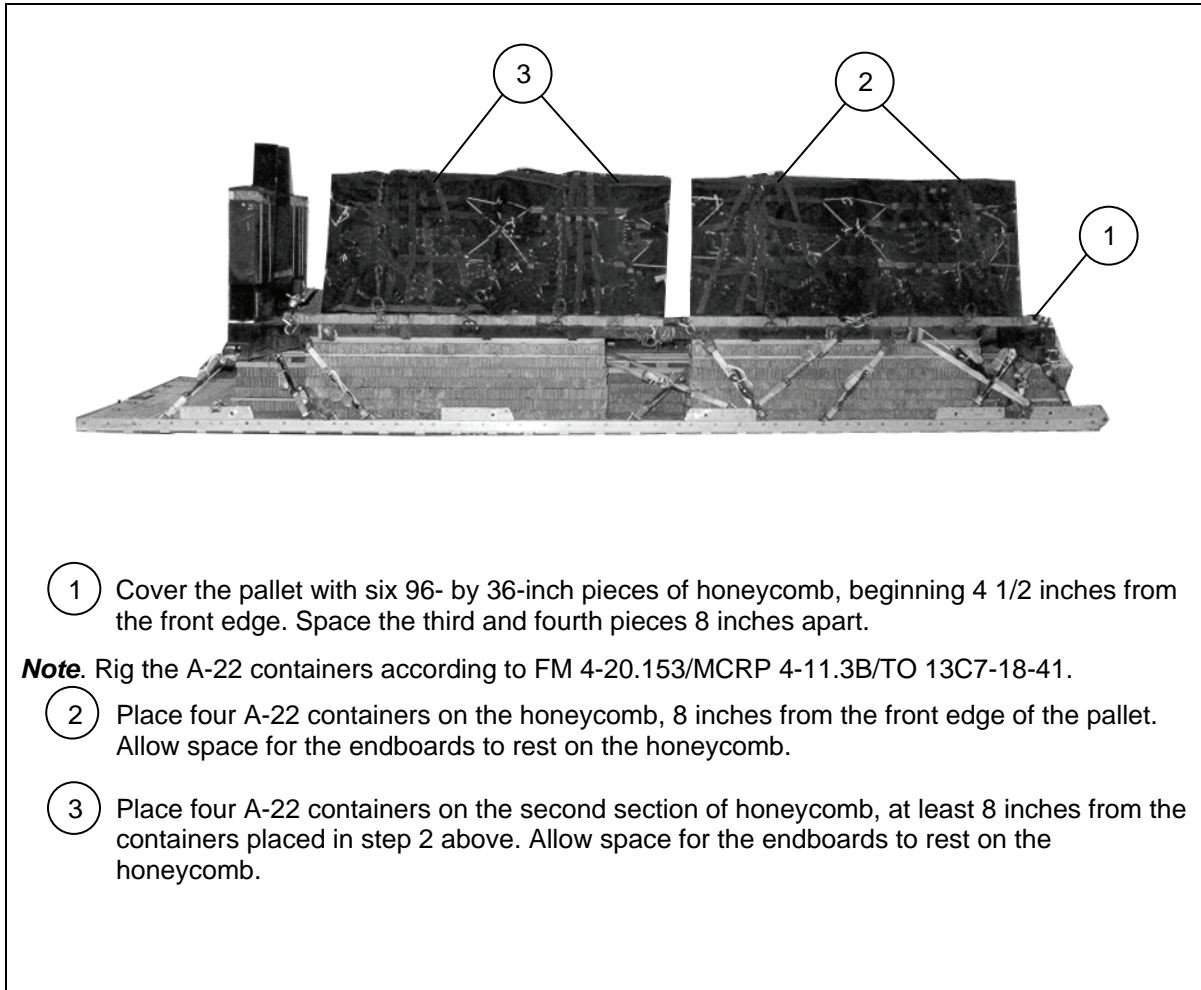 3
2
1
1 Cover the pallet with six 96- by 36-inch pieces of honeycomb, beginning 4 1/2 inches from
the front edge. Space the third and fourth pieces 8 inches apart.
Note. Rig the A-22 containers according to FM 4-20.153/MCRP 4-11.3B/TO 13C7-18-41.
2 Place four A-22 containers on the honeycomb, 8 inches from the front edge of the pallet.
Allow space for the endboards to rest on the honeycomb.
3 Place four A-22 containers on the second section of honeycomb, at least 8 inches from the
containers placed in step 2 above. Allow space for the endboards to rest on the
honeycomb.